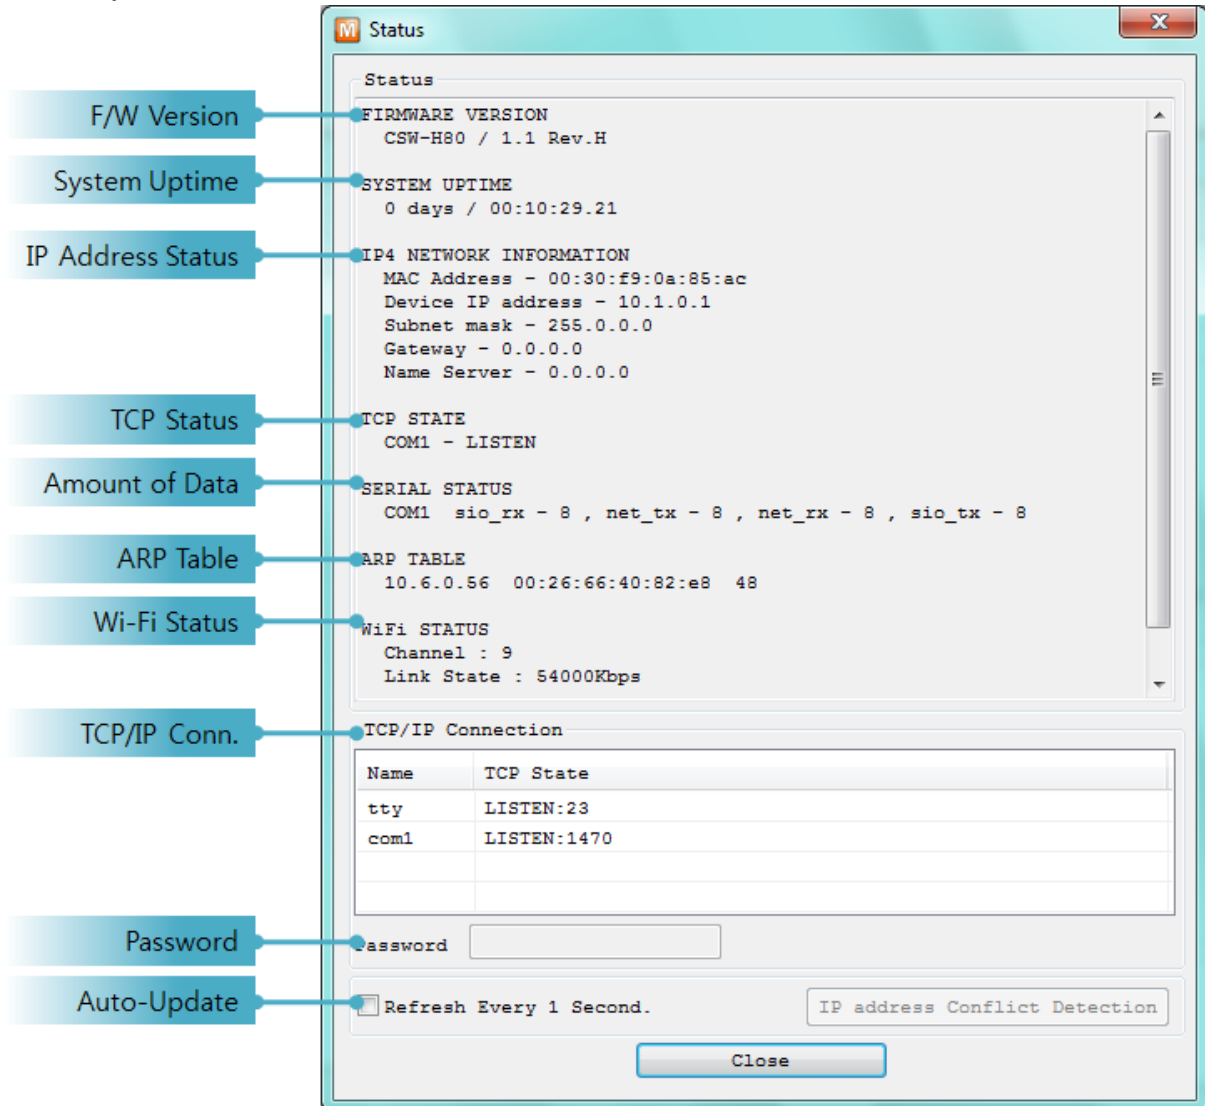 M Status
Status
F/W Version
FIRMWARE VERSION
CSW-H80 / 1.1 Rev.H
System Uptime
SYSTEM UPTIME
0 days / 00:10:29.21
IP Address Status
IP4 NETWORK INFORMATION
MAC Address - 00:30:f9:0a:85:ac
Device IP address - 10.1.0.1
Subnet mask - 255.0.0.0
Gateway - 0.0.0.0
Name Server - 0.0.0.0
TCP Status
TCP STATE
COM1 - LISTEN
Amount of Data
SERIAL STATUS
COM1 sio_rx - 8 , net_tx - 8 , net_rx - 8 , sio_tx - 8
ARP Table
ARP TABLE
10.6.0.56 00:26:66:40:82:e8 48
Wi-Fi Status
WiFi STATUS
Channel : 9
Link State : 54000Kbps
TCP/IP Conn.
TCP/IP Connection
Name TCP State
tty LISTEN:23
com1 LISTEN:1470
Password
Password
Auto-Update
Refresh Every 1 Second.
IP address Conflict Detection
Close